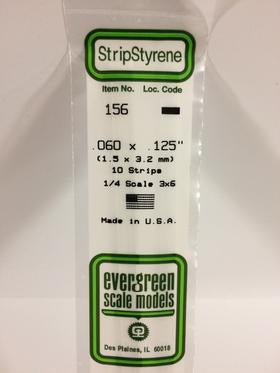 StripStyrene
Item No. Loc. Code
156
.060 x .125"
(1.5 x 3.2 mm)
10 Strips
1/4 Scale 3x6
Made in U.S.A.
evergreen
scale models
Des Plaines, IL 60018